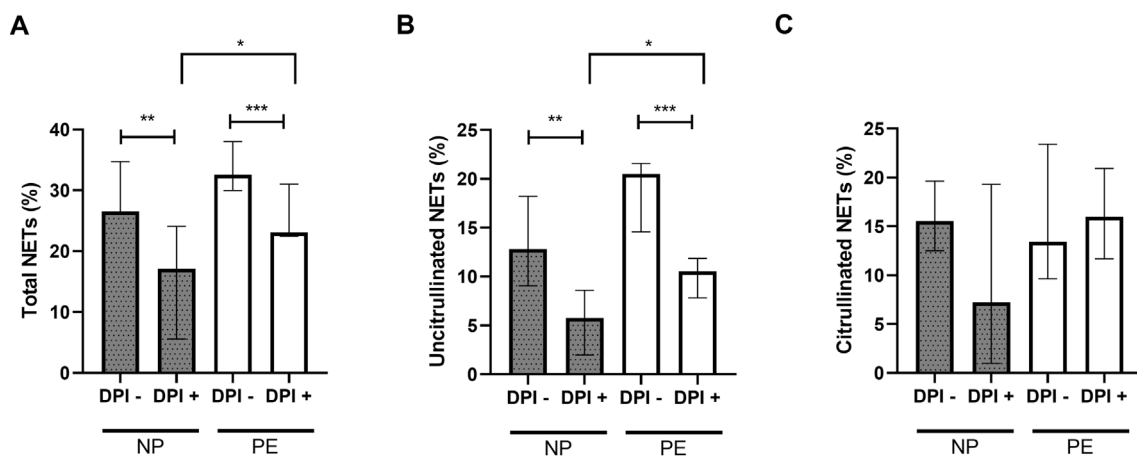 A
Total NETs (%)
40
30
20
10
0
*
**
***
DPI - DPI + DPI - DPI +
NP PE
B
Uncitrullinated NETs (%)
25
20
15
10
5
0
*
**
***
DPI - DPI + DPI - DPI +
NP PE
C
Citrullinated NETs (%)
25
20
15
10
5
0
DPI - DPI + DPI - DPI +
NP PE